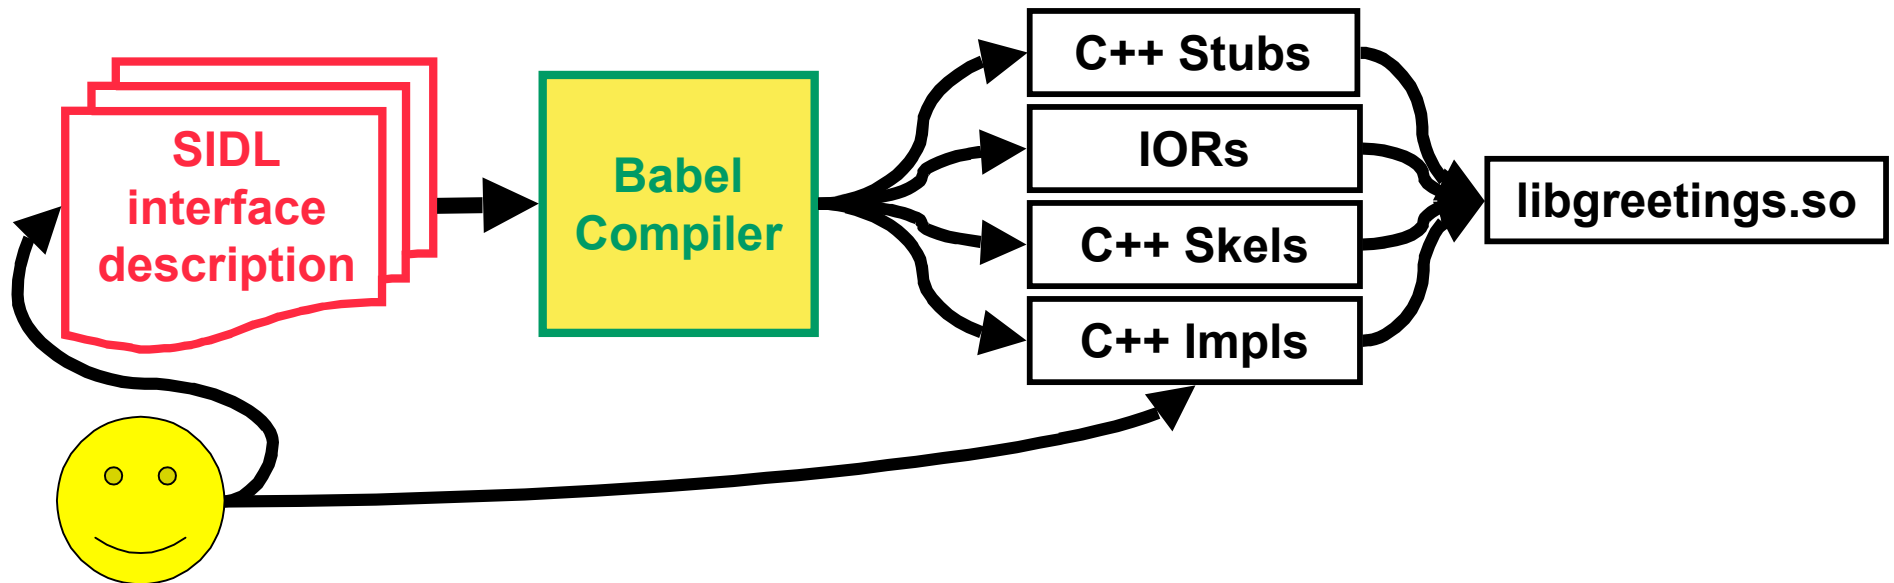 SIDL
interface
description
Babel
Compiler
C++ Stubs
IORs
C++ Skels
C++ Impls
libgreetings.so